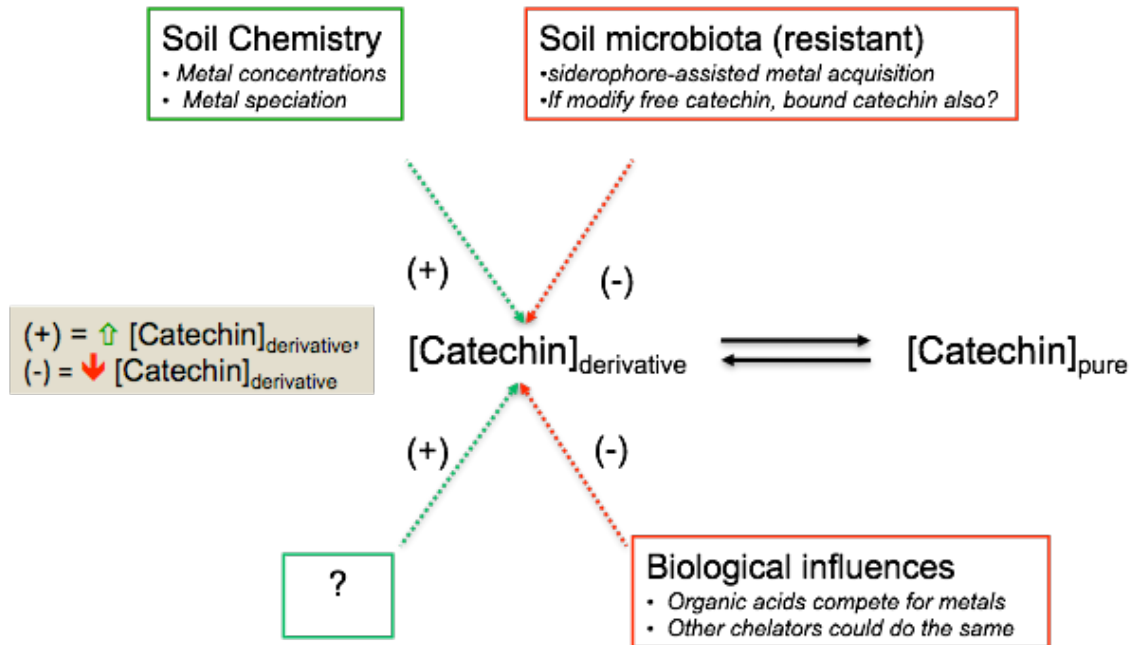 Soil Chemistry
• Metal concentrations
• Metal speciation
Soil microbiota (resistant)
•siderophore-assisted metal acquisition
•If modify free catechin, bound catechin also?
(+)
(-)
(+) = ⇧ [Catechin]derivative,
(-) = 🡇 [Catechin]derivative
[Catechin]derivative
[Catechin]pure
(+)
(-)
?
Biological influences
• Organic acids compete for metals
• Other chelators could do the same